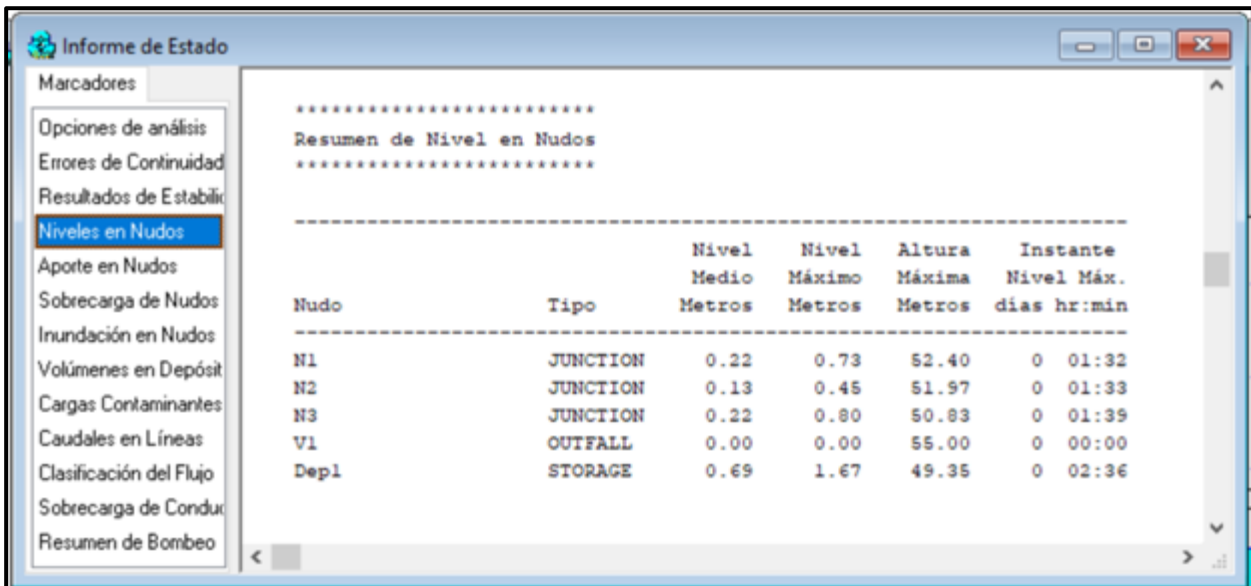 Informe de Estado
Marcadores
Opciones de análisis
Errores de Continuidad
Resultados de Estabilid
Niveles en Nudos
Aporte en Nudos
Sobrecarga de Nudos
Inundación en Nudos
Volúmenes en Depósit
Cargas Contaminantes
Caudales en Líneas
Clasificación del Flujo
Sobrecarga de Conduc
Resumen de Bombeo
*************************
Resumen de Nivel en Nudos
*************************
---------------------------------------------------------------------
Nivel Nivel Altura Instante
Medio Máximo Máxima Nivel Máx.
Nudo Tipo Metros Metros Metros días hr:min
---------------------------------------------------------------------
N1 JUNCTION 0.22 0.73 52.40 0 01:32
N2 JUNCTION 0.13 0.45 51.97 0 01:33
N3 JUNCTION 0.22 0.80 50.83 0 01:39
V1 OUTFALL 0.00 0.00 55.00 0 00:00
Dep1 STORAGE 0.69 1.67 49.35 0 02:36